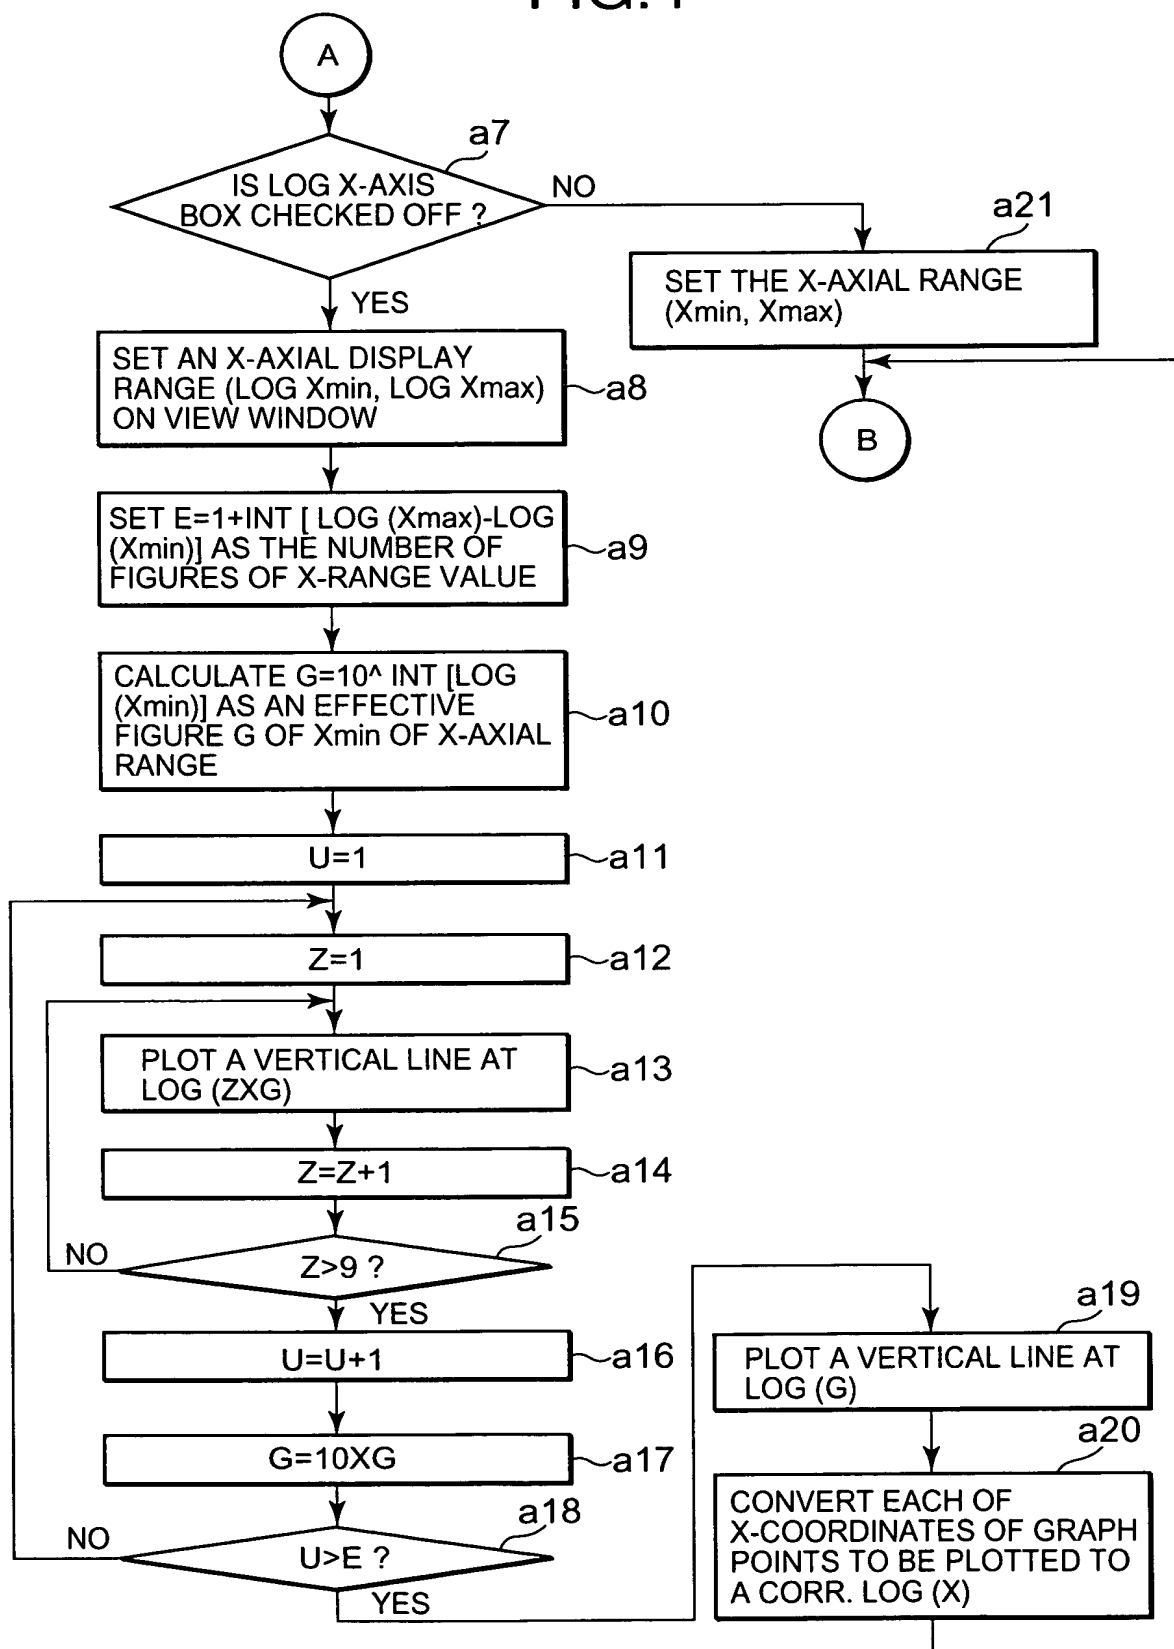 FIG.
A
a7
IS LOG X-AXIS
BOX CHECKED OFF ?
NO
YES
a21
SET THE X-AXIAL RANGE
(Xmin, Xmax)
B
SET AN X-AXIAL DISPLAY
RANGE (LOG Xmin, LOG Xmax)
ON VIEW WINDOW
a8
SET E=1+INT [ LOG (Xmax)-LOG
(Xmin)] AS THE NUMBER OF
FIGURES OF X-RANGE VALUE
a9
CALCULATE G=10^ INT [LOG
(Xmin)] AS AN EFFECTIVE
FIGURE G OF Xmin OF X-AXIAL
RANGE
a10
U=1
a11
Z=1
a12
PLOT A VERTICAL LINE AT
LOG (ZXG)
a13
Z=Z+1
a14
a15
Z>9 ?
NO
YES
U=U+1
a16
G=10XG
a17
a18
U>E ?
NO
YES
a19
PLOT A VERTICAL LINE AT
LOG (G)
a20
CONVERT EACH OF
X-COORDINATES OF GRAPH
POINTS TO BE PLOTTED TO
A CORR. LOG (X)